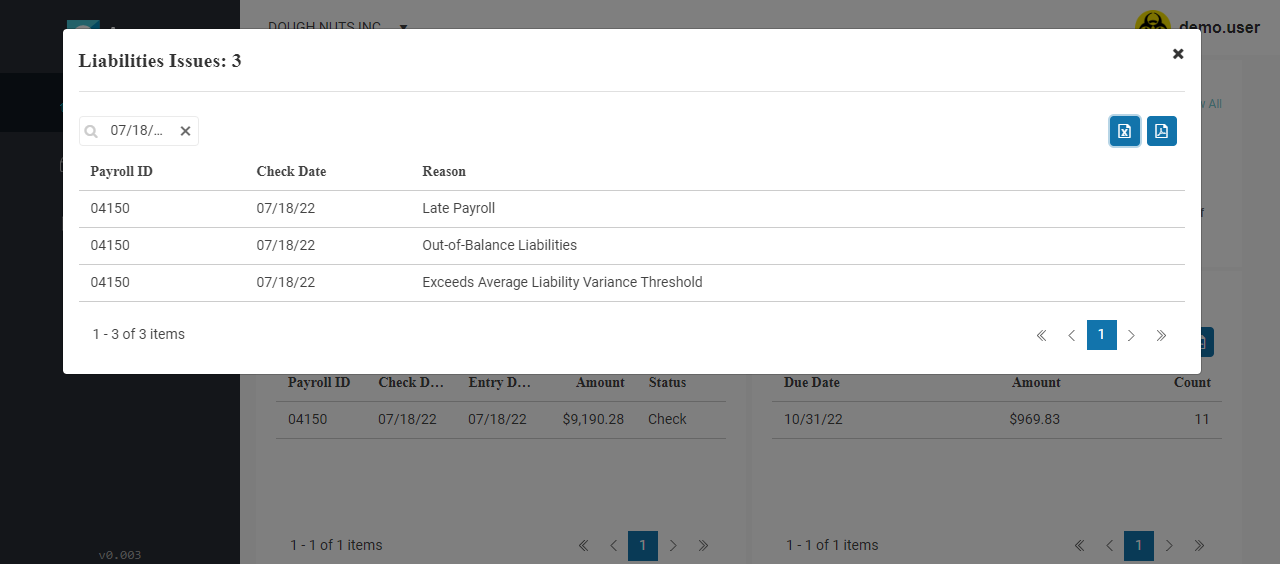 DOUGH NUTS INC
demo.user
Liabilities Issues: 3
All
07/18/...
Payroll ID Check Date Reason
04150 07/18/22 Late Payroll
04150 07/18/22 Out-of-Balance Liabilities
04150 07/18/22 Exceeds Average Liability Variance Threshold
1 - 3 of 3 items
1
Payroll ID Check D... Entry D... Amount Status
04150 07/18/22 07/18/22 $9,190.28 Check
1 - 1 of 1 items
1
Due Date Amount Count
10/31/22 $969.83 11
1 - 1 of 1 items
1
v0.003